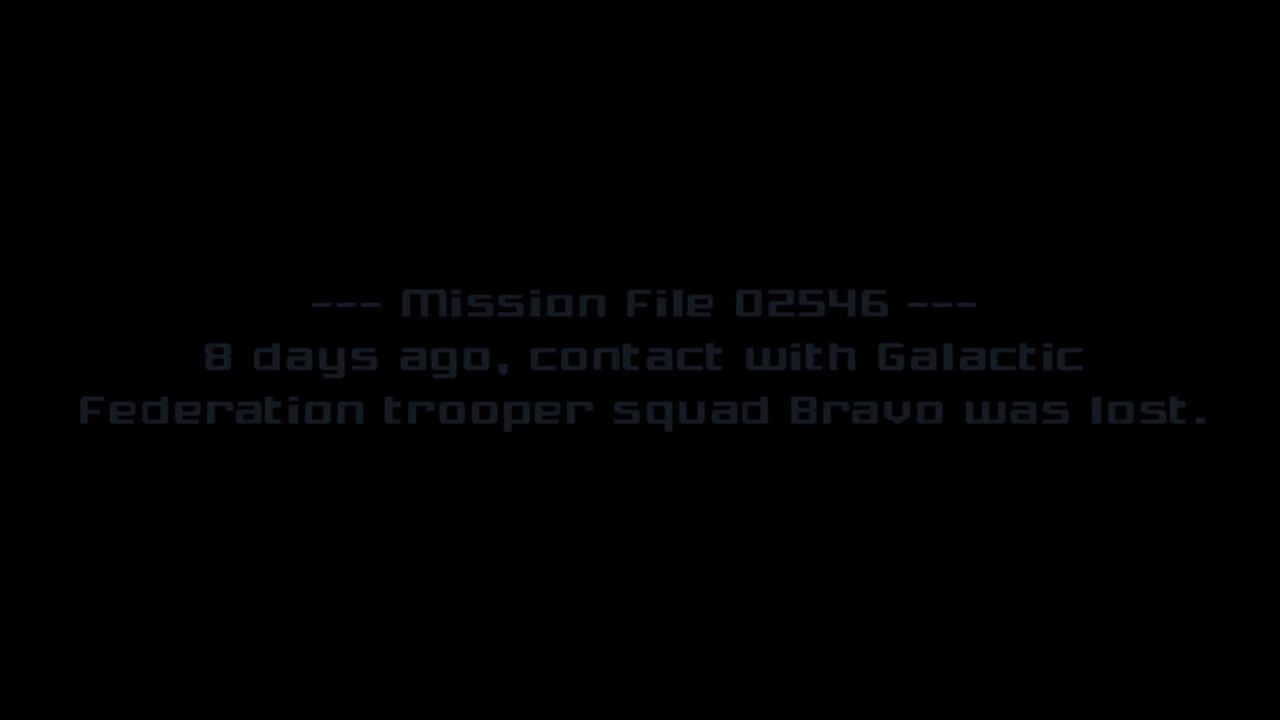 --- Mission File 02546 ---
8 days ago, contact with Galactic
Federation trooper squad Bravo was lost.